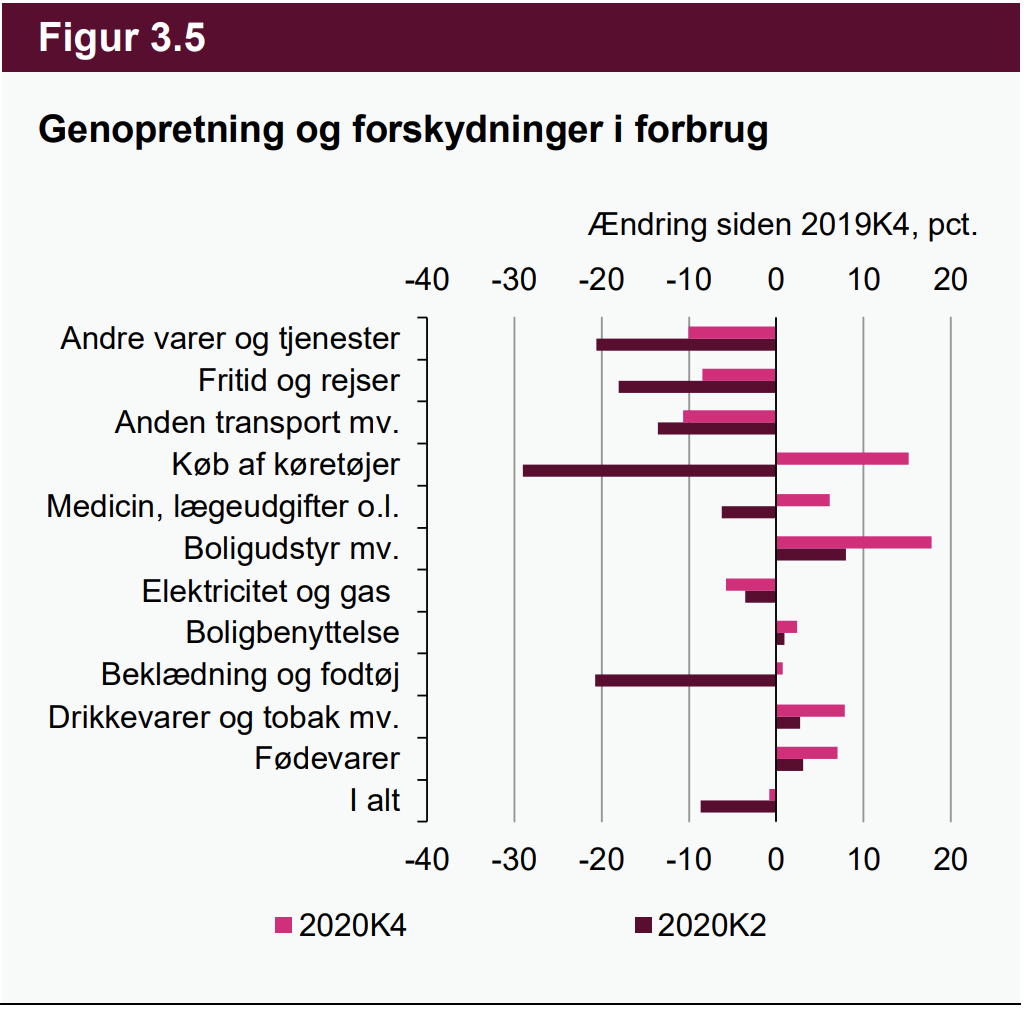 Figur 3.5
Genopretning og forskydninger i forbrug
Ændring siden 2019K4, pct.
-40 -30 -20 -10 0 10 20
Andre varer og tjenester
Fritid og rejser
Anden transport mv.
Køb af køretøjer
Medicin, lægeudgifter o.l.
Boligudstyr mv.
Elektricitet og gas
Boligbenyttelse
Beklædning og fodtøj
Drikkevarer og tobak mv.
Fødevarer
I alt
-40 -30 -20 -10 0 10 20
2020K4 2020K2